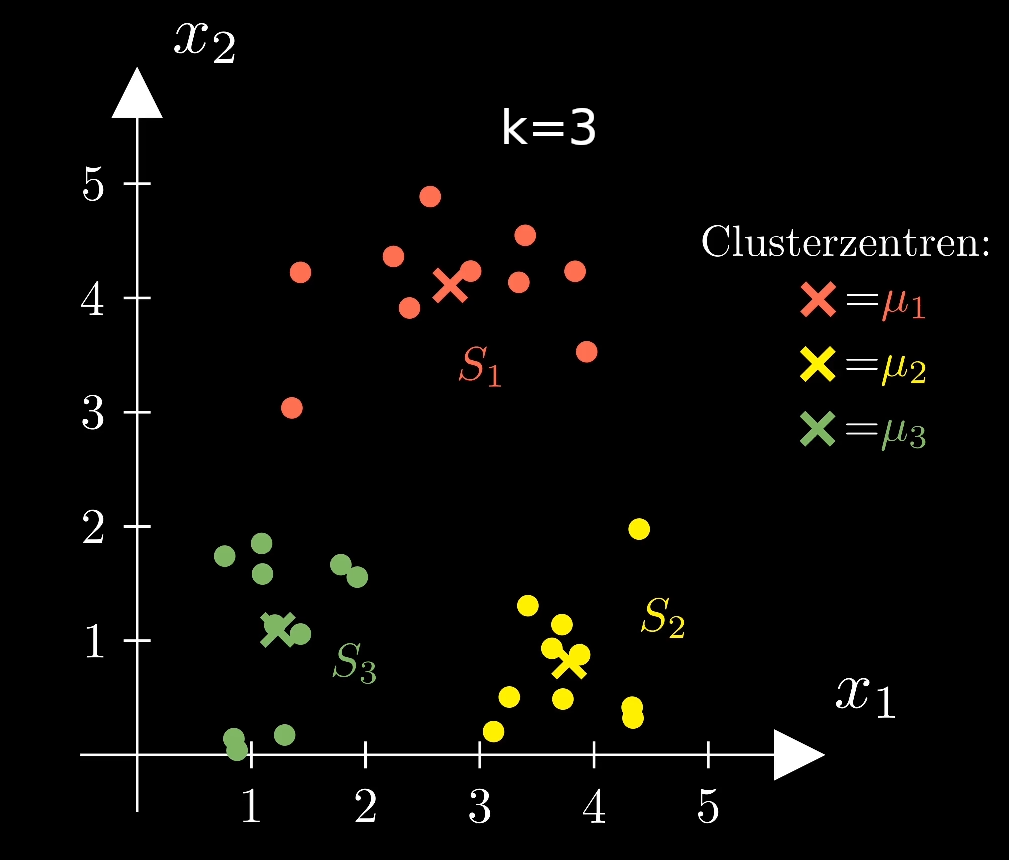 x₂
k=3
5
Clusterzentren:
4
=μ₁
S₁
=μ₂
3
=μ₃
2
S₂
1
S₃
x₁
1 2 3 4 5